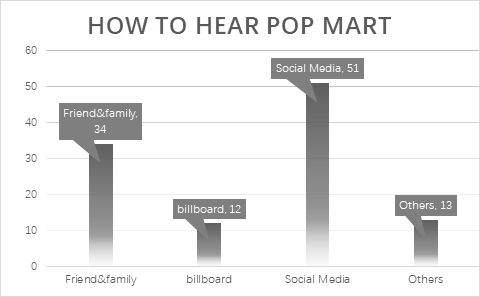 HOW TO HEAR POP MART
60
50
40
30
20
10
0
Friend&family,
34
billboard, 12
Social Media, 51
Others, 13
Friend&family
billboard
Social Media
Others